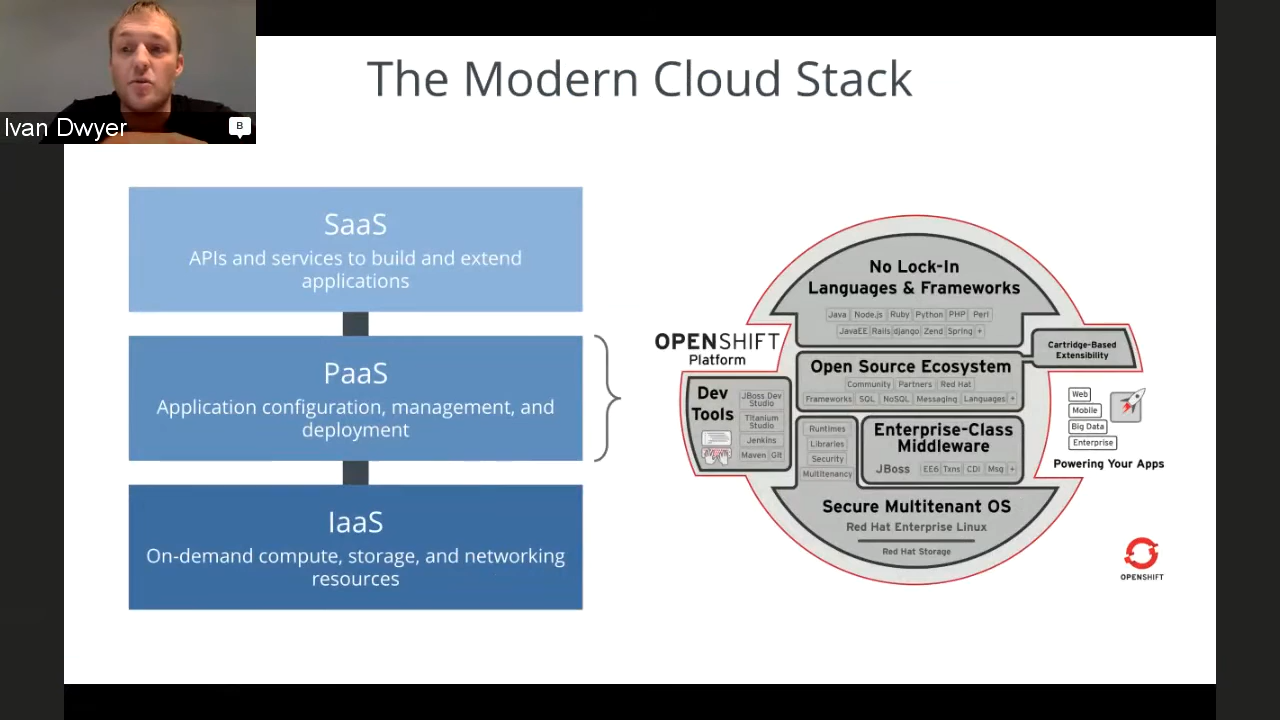 The Modern Cloud Stack
Ivan Dwyer
B
SaaS
APIs and services to build and extend
applications
PaaS
Application configuration, management, and
deployment
IaaS
On-demand compute, storage, and networking
resources
OPENSHIFT
Platform
No Lock-In
Languages & Frameworks
Java Node.js Ruby Python PHP Perl
JavaEE Rails django Zend Spring +
Cartridge-Based
Extensibility
Open Source Ecosystem
Community Partners Red Hat
Frameworks SQL NoSQL Messaging Languages +
Dev
Tools
JBoss Dev
Studio
Titanium
Studio
Jenkins
Maven Git
Runtimes
Libraries
Security
Multitenancy
Enterprise-Class
Middleware
JBoss EE6 Txns CDI Msg +
Web
Mobile
Big Data
Enterprise
Powering Your Apps
Secure Multitenant OS
Red Hat Enterprise Linux
Red Hat Storage
OPENSHIFT